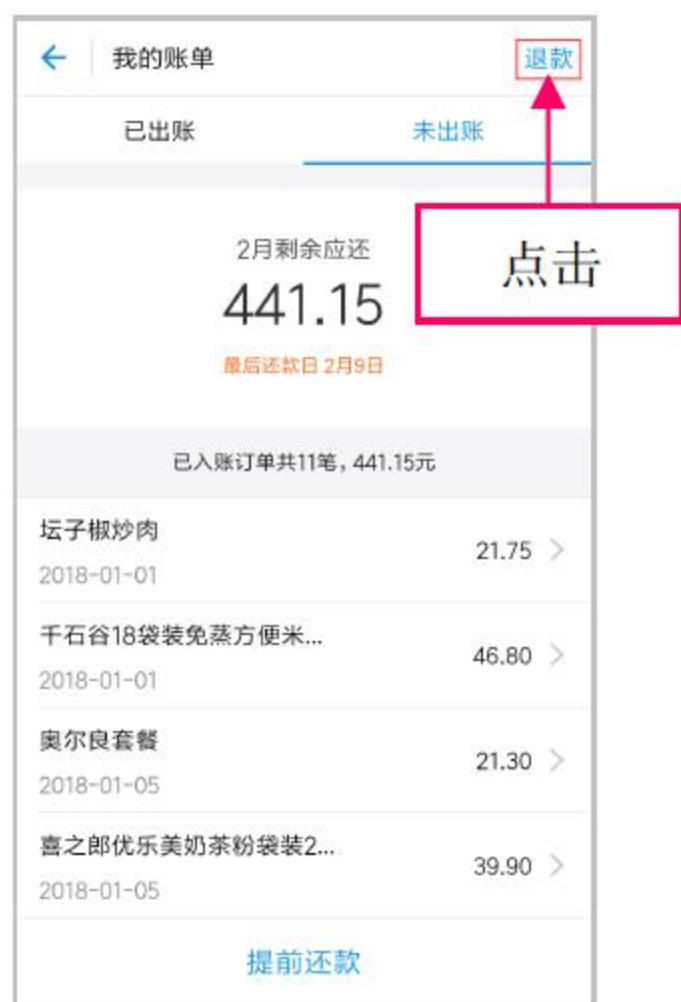 我的账单
退款
已出账
未出账
2月剩余应还
点击
441.15
最后还款日 2月9日
已入账订单共11笔，441.15元
坛子椒炒肉
21.75
2018-01-01
千石谷18袋装免蒸方便米...
46.80
2018-01-01
奥尔良套餐
21.30
2018-01-05
喜之郎优乐美奶茶粉袋装2...
39.90
2018-01-05
提前还款